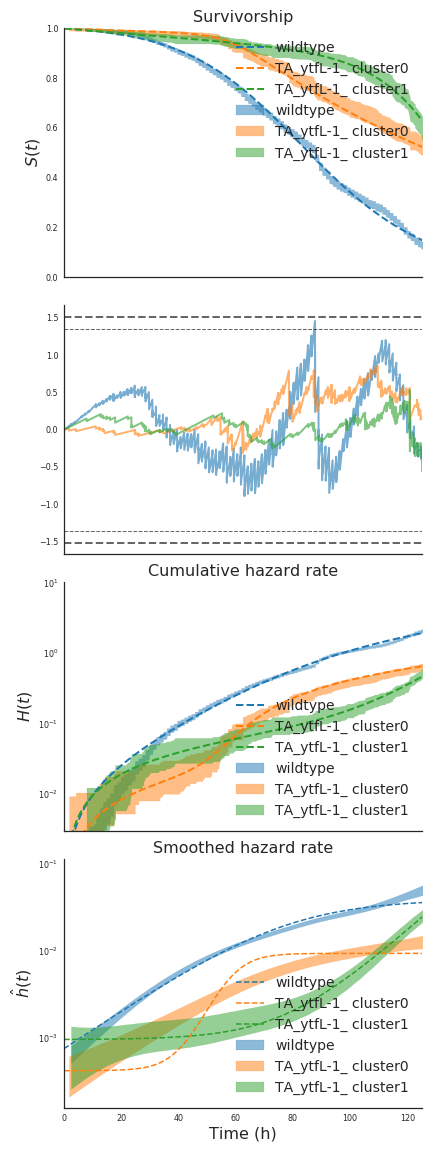 Survivorship
1.0
0.8
0.6
0.4
0.2
0.0
S(t)
wildtype
TA_ytfL-1_ cluster0
TA_ytfL-1_ cluster1
wildtype
TA_ytfL-1_ cluster0
TA_ytfL-1_ cluster1
1.5
1.0
0.5
0.0
−0.5
−1.0
−1.5
Cumulative hazard rate
10¹
10⁰
10⁻¹
10⁻²
H(t)
wildtype
TA_ytfL-1_ cluster0
TA_ytfL-1_ cluster1
wildtype
TA_ytfL-1_ cluster0
TA_ytfL-1_ cluster1
Smoothed hazard rate
10⁻¹
10⁻²
10⁻³
ĥ(t)
wildtype
TA_ytfL-1_ cluster0
TA_ytfL-1_ cluster1
wildtype
TA_ytfL-1_ cluster0
TA_ytfL-1_ cluster1
0 20 40 60 80 100 120
Time (h)